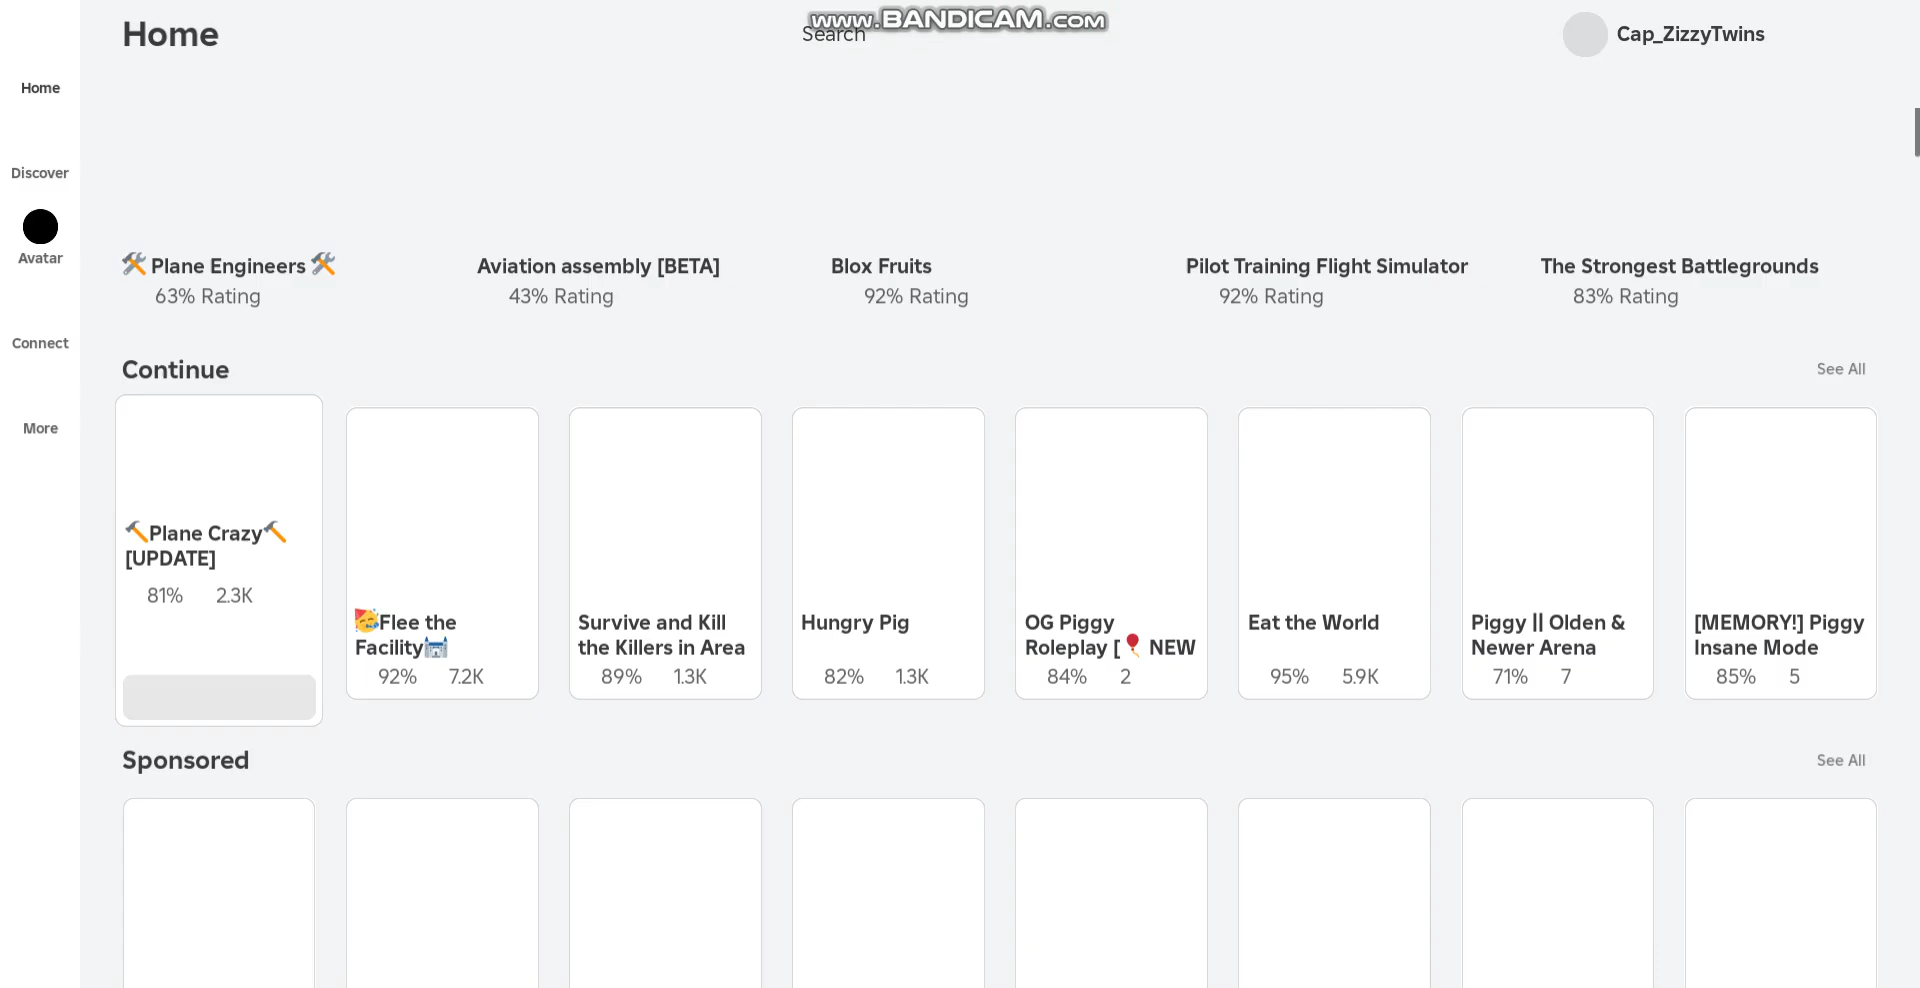 www.BANDICAM.com
Home
Search
Cap_ZizzyTwins
Home
Discover
Avatar
Connect
More
🛠️ Plane Engineers 🛠️
63% Rating
Aviation assembly [BETA]
43% Rating
Blox Fruits
92% Rating
Pilot Training Flight Simulator
92% Rating
The Strongest Battlegrounds
83% Rating
Continue
See All
🔨Plane Crazy🔨
[UPDATE]
81% 2.3K
🥳Flee the
Facility🏰
92% 7.2K
Survive and Kill
the Killers in Area
89% 1.3K
Hungry Pig
82% 1.3K
OG Piggy
Roleplay [🎈 NEW
84% 2
Eat the World
95% 5.9K
Piggy || Olden &
Newer Arena
71% 7
[MEMORY!] Piggy
Insane Mode
85% 5
Sponsored
See All